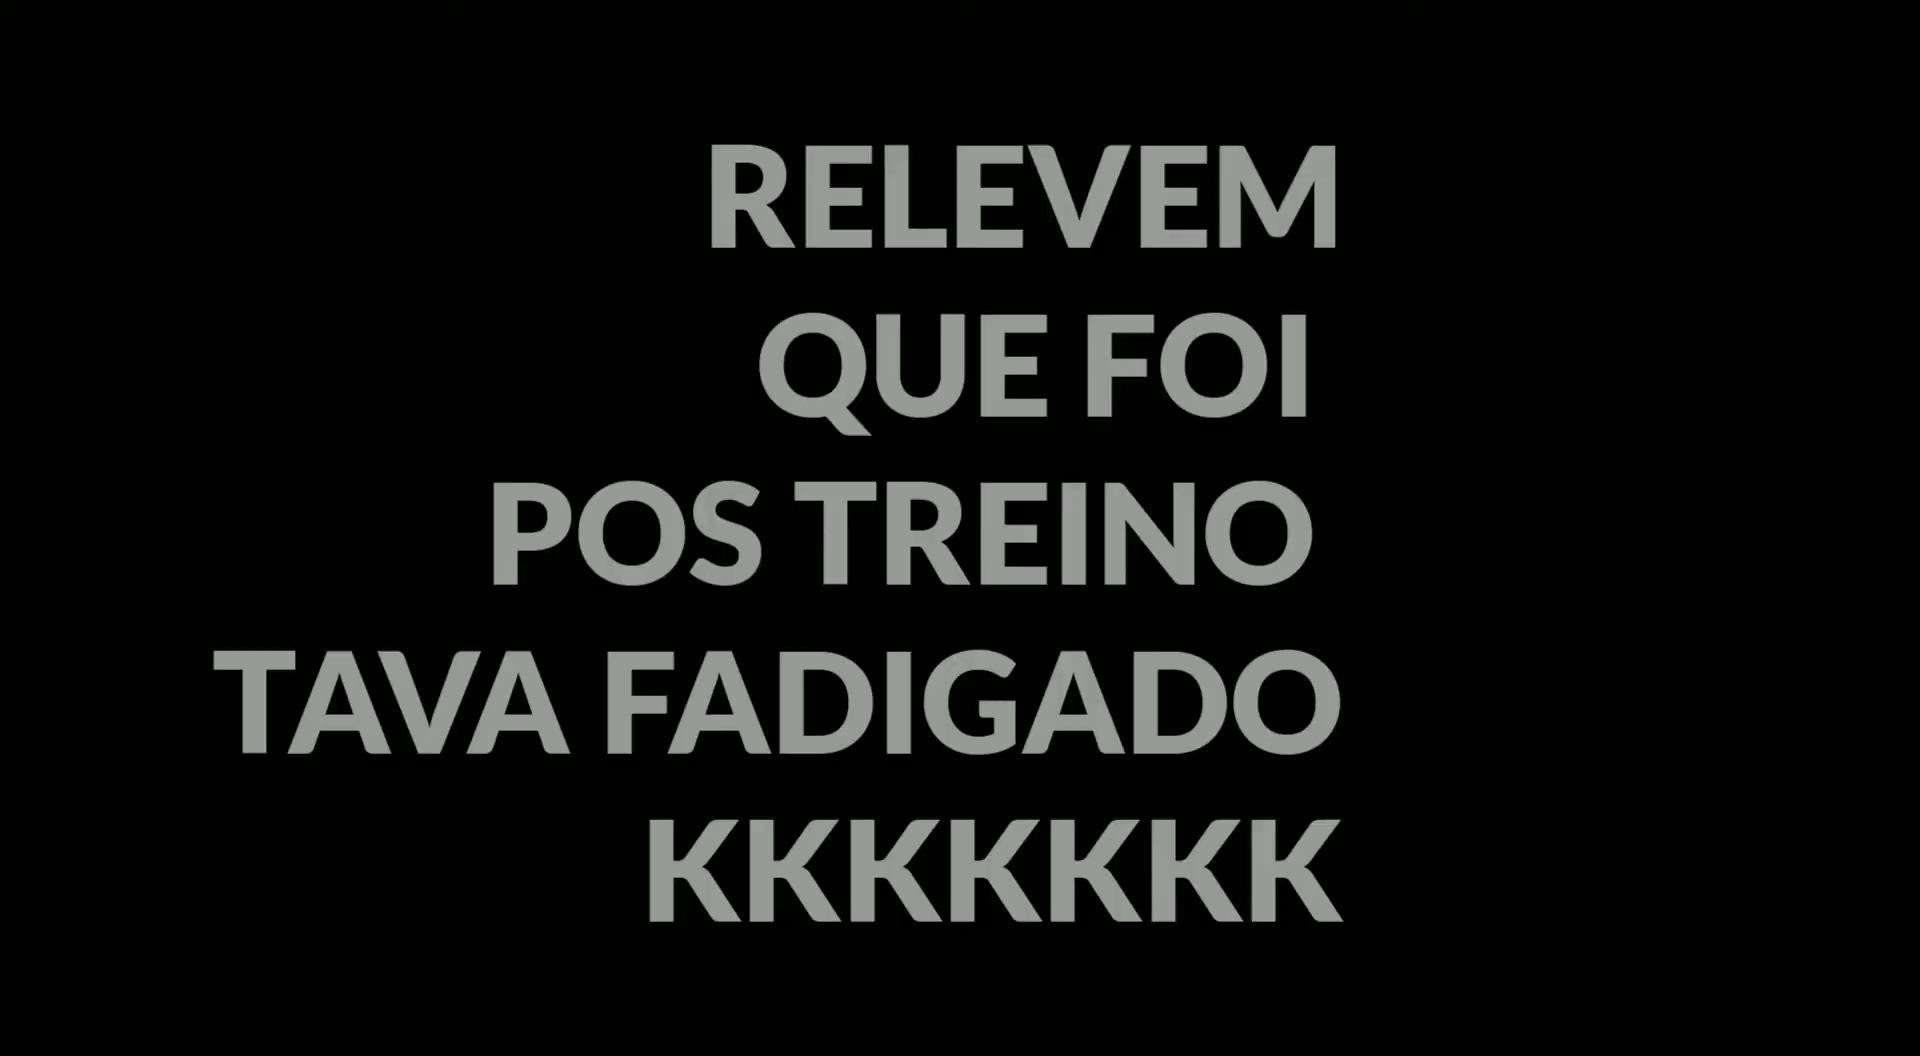 RELEVEM
QUE FOI
POS TREINO
TAVA FADIGADO
KKKKKKK